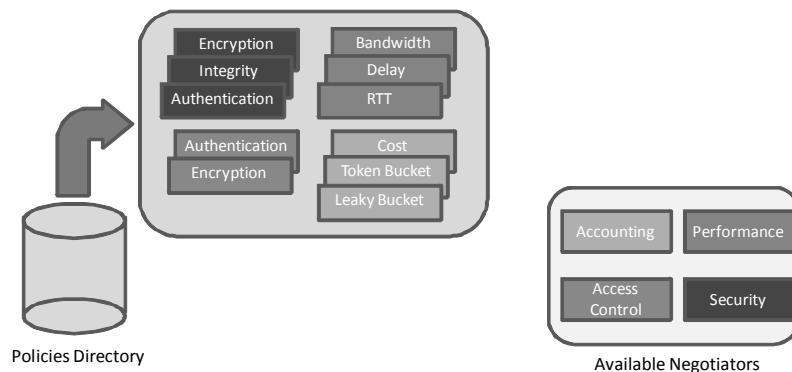 Encryption
Integrity
Authentication
Bandwidth
Delay
RTT
Authentication
Encryption
Cost
Token Bucket
Leaky Bucket
Accounting
Performance
Access
Control
Security
Policies Directory
Available Negotiators